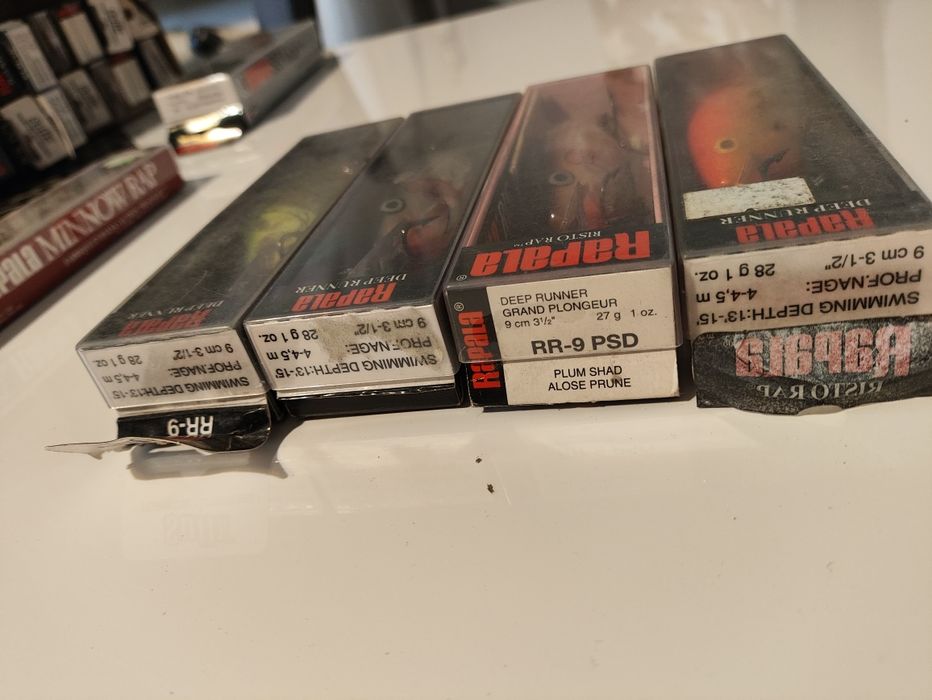 RAPALA MINNOW RAP
DEEP RUNNER
RAPALA
SWIMMING DEPTH:13-15'
PROF.NAGE: 4-4,5 m
9 cm 3-1/2" 28 g 1 oz.
RR-9
DEEP RUNNER
RAPALA
SWIMMING DEPTH:13-15'
PROF.NAGE: 4-4,5 m
9 cm 3-1/2" 28 g 1 oz.
RISTO RAP™
RAPALA®
RAPALA®
DEEP RUNNER
GRAND PLONGEUR
9 cm 3½" 27 g 1 oz.
RR-9 PSD
PLUM SHAD
ALOSE PRUNE
DEEP RUNNER
RAPALA
SWIMMING DEPTH:13-15'
PROF.NAGE: 4-4,5 m
9 cm 3-1/2" 28 g 1 oz.
RAPALA
RISTO RAP